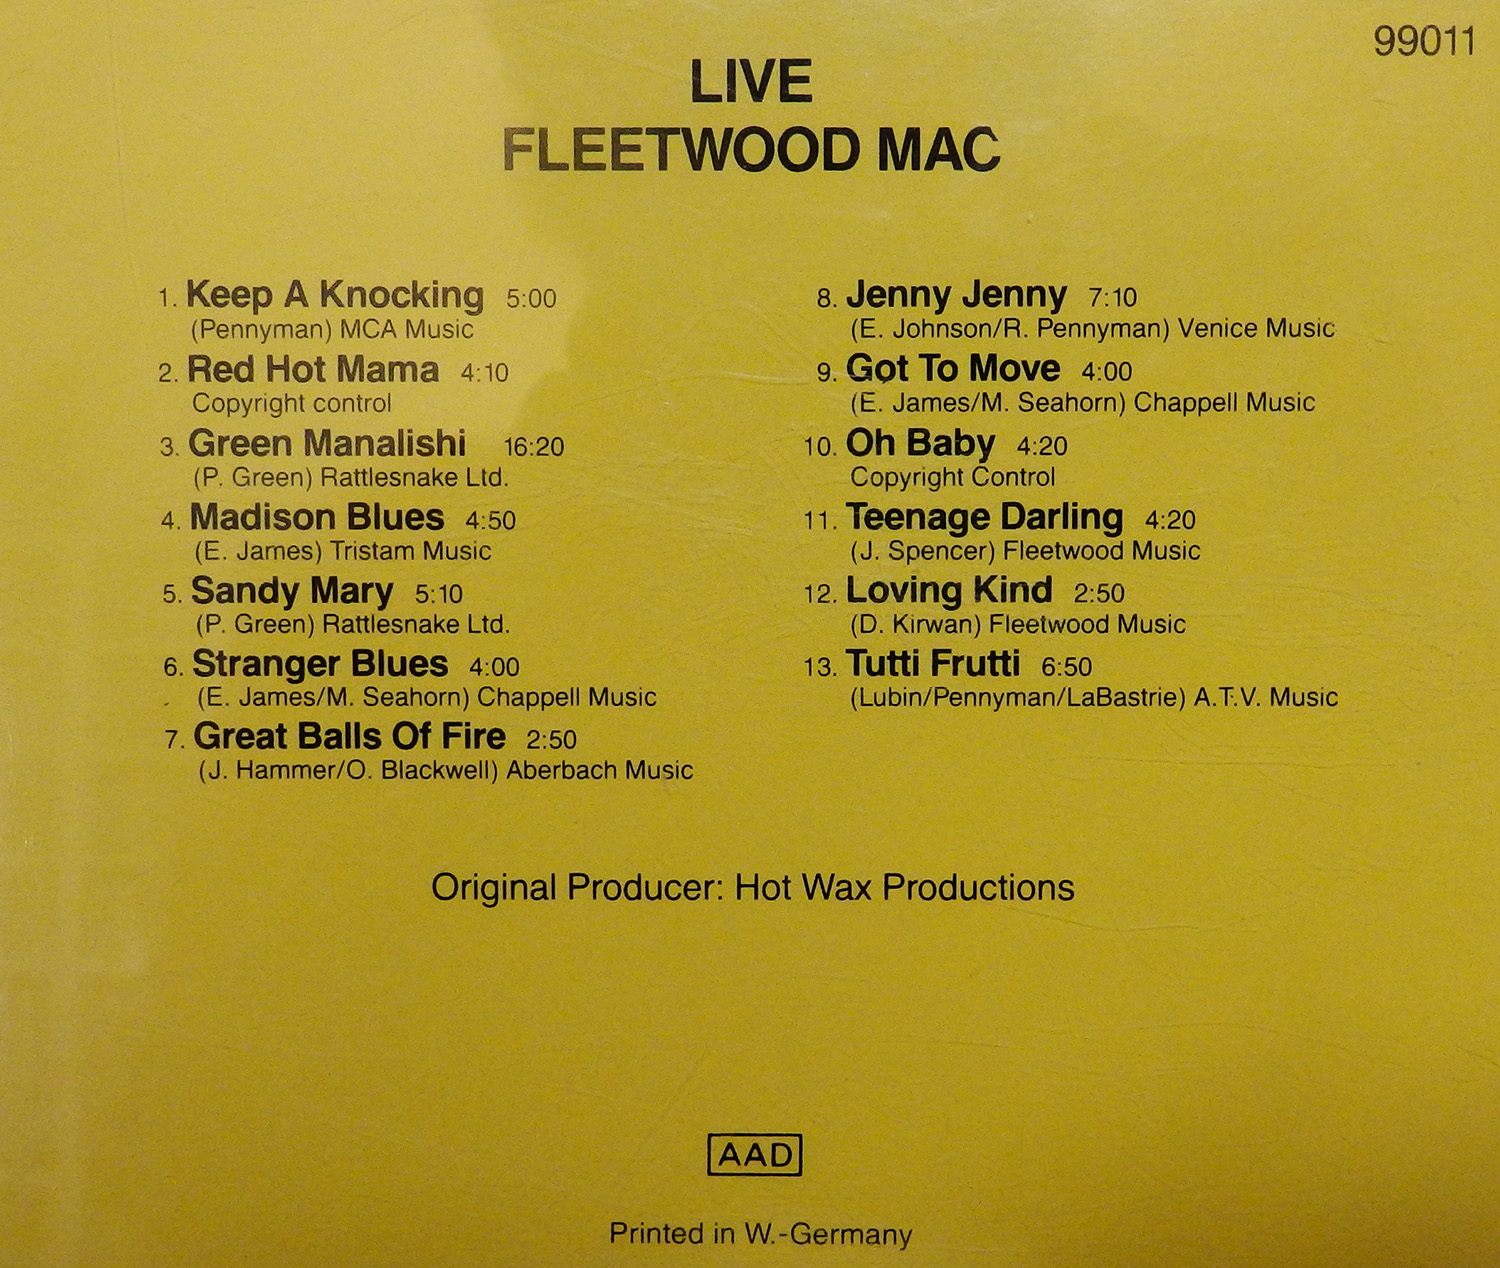 99011
LIVE
FLEETWOOD MAC
1. Keep A Knocking 5:00
(Pennyman) MCA Music
2. Red Hot Mama 4:10
Copyright control
3. Green Manalishi 16:20
(P. Green) Rattlesnake Ltd.
4. Madison Blues 4:50
(E. James) Tristam Music
5. Sandy Mary 5:10
(P. Green) Rattlesnake Ltd.
6. Stranger Blues 4:00
(E. James/M. Seahorn) Chappell Music
7. Great Balls Of Fire 2:50
(J. Hammer/O. Blackwell) Aberbach Music
8. Jenny Jenny 7:10
(E. Johnson/R. Pennyman) Venice Music
9. Got To Move 4:00
(E. James/M. Seahorn) Chappell Music
10. Oh Baby 4:20
Copyright Control
11. Teenage Darling 4:20
(J. Spencer) Fleetwood Music
12. Loving Kind 2:50
(D. Kirwan) Fleetwood Music
13. Tutti Frutti 6:50
(Lubin/Pennyman/LaBastrie) A.T.V. Music
Original Producer: Hot Wax Productions
AAD
Printed in W.-Germany